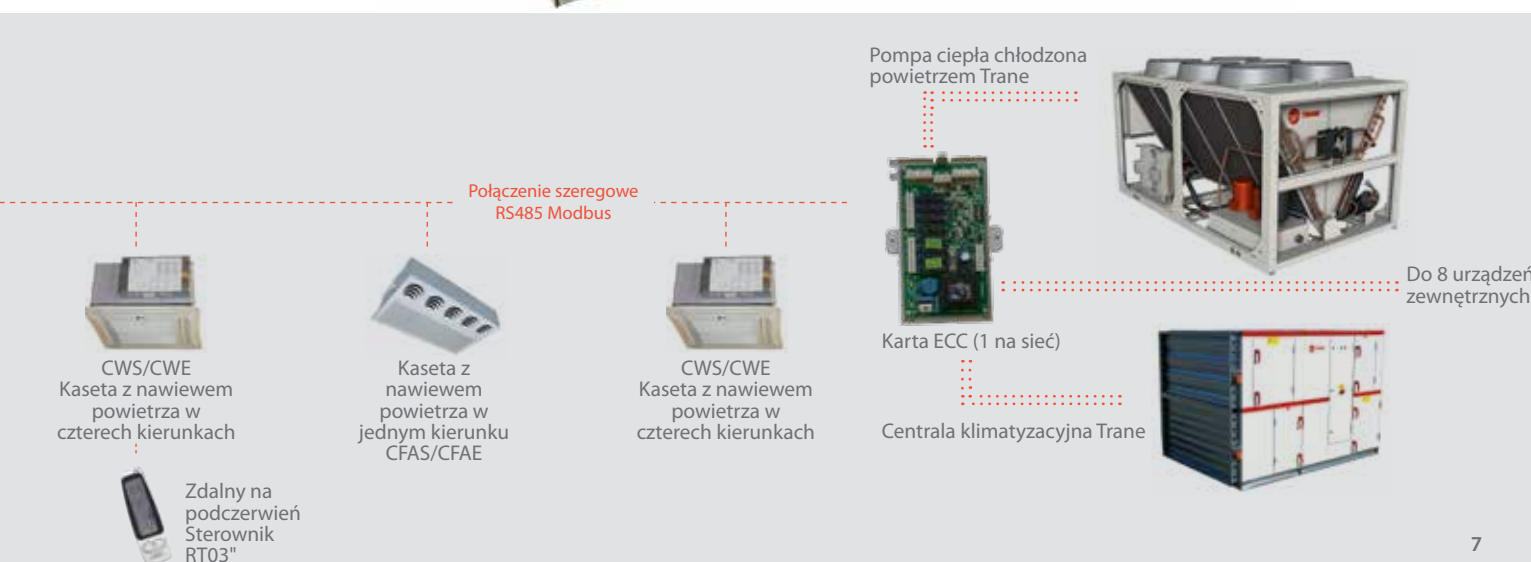 Pompa ciepła chłodzona
powietrzem Trane
TRANE
Połączenie szeregowe
RS485 Modbus
Do 8 urządzeń
zewnętrznych
Karta ECC (1 na sieć)
CWS/CWE
Kaseta z nawiewem
powietrza w
czterech kierunkach
Kaseta z
nawiewem
powietrza w
jednym kierunku
CFAS/CFAE
CWS/CWE
Kaseta z nawiewem
powietrza w
czterech kierunkach
Centrala klimatyzacyjna Trane
Zdalny na
podczerwień
Sterownik
RT03"
7